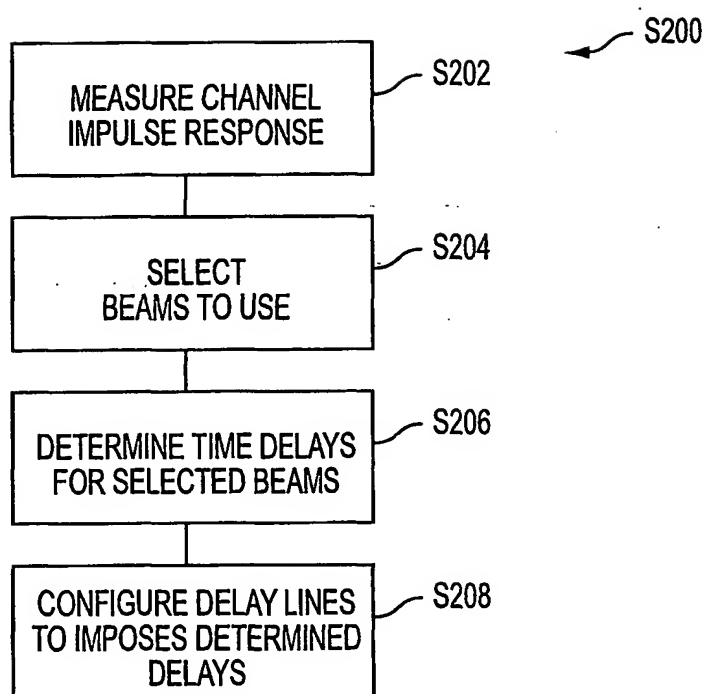 S200
MEASURE CHANNEL
IMPULSE RESPONSE
S202
SELECT
BEAMS TO USE
S204
DETERMINE TIME DELAYS
FOR SELECTED BEAMS
S206
CONFIGURE DELAY LINES
TO IMPOSES DETERMINED
DELAYS
S208